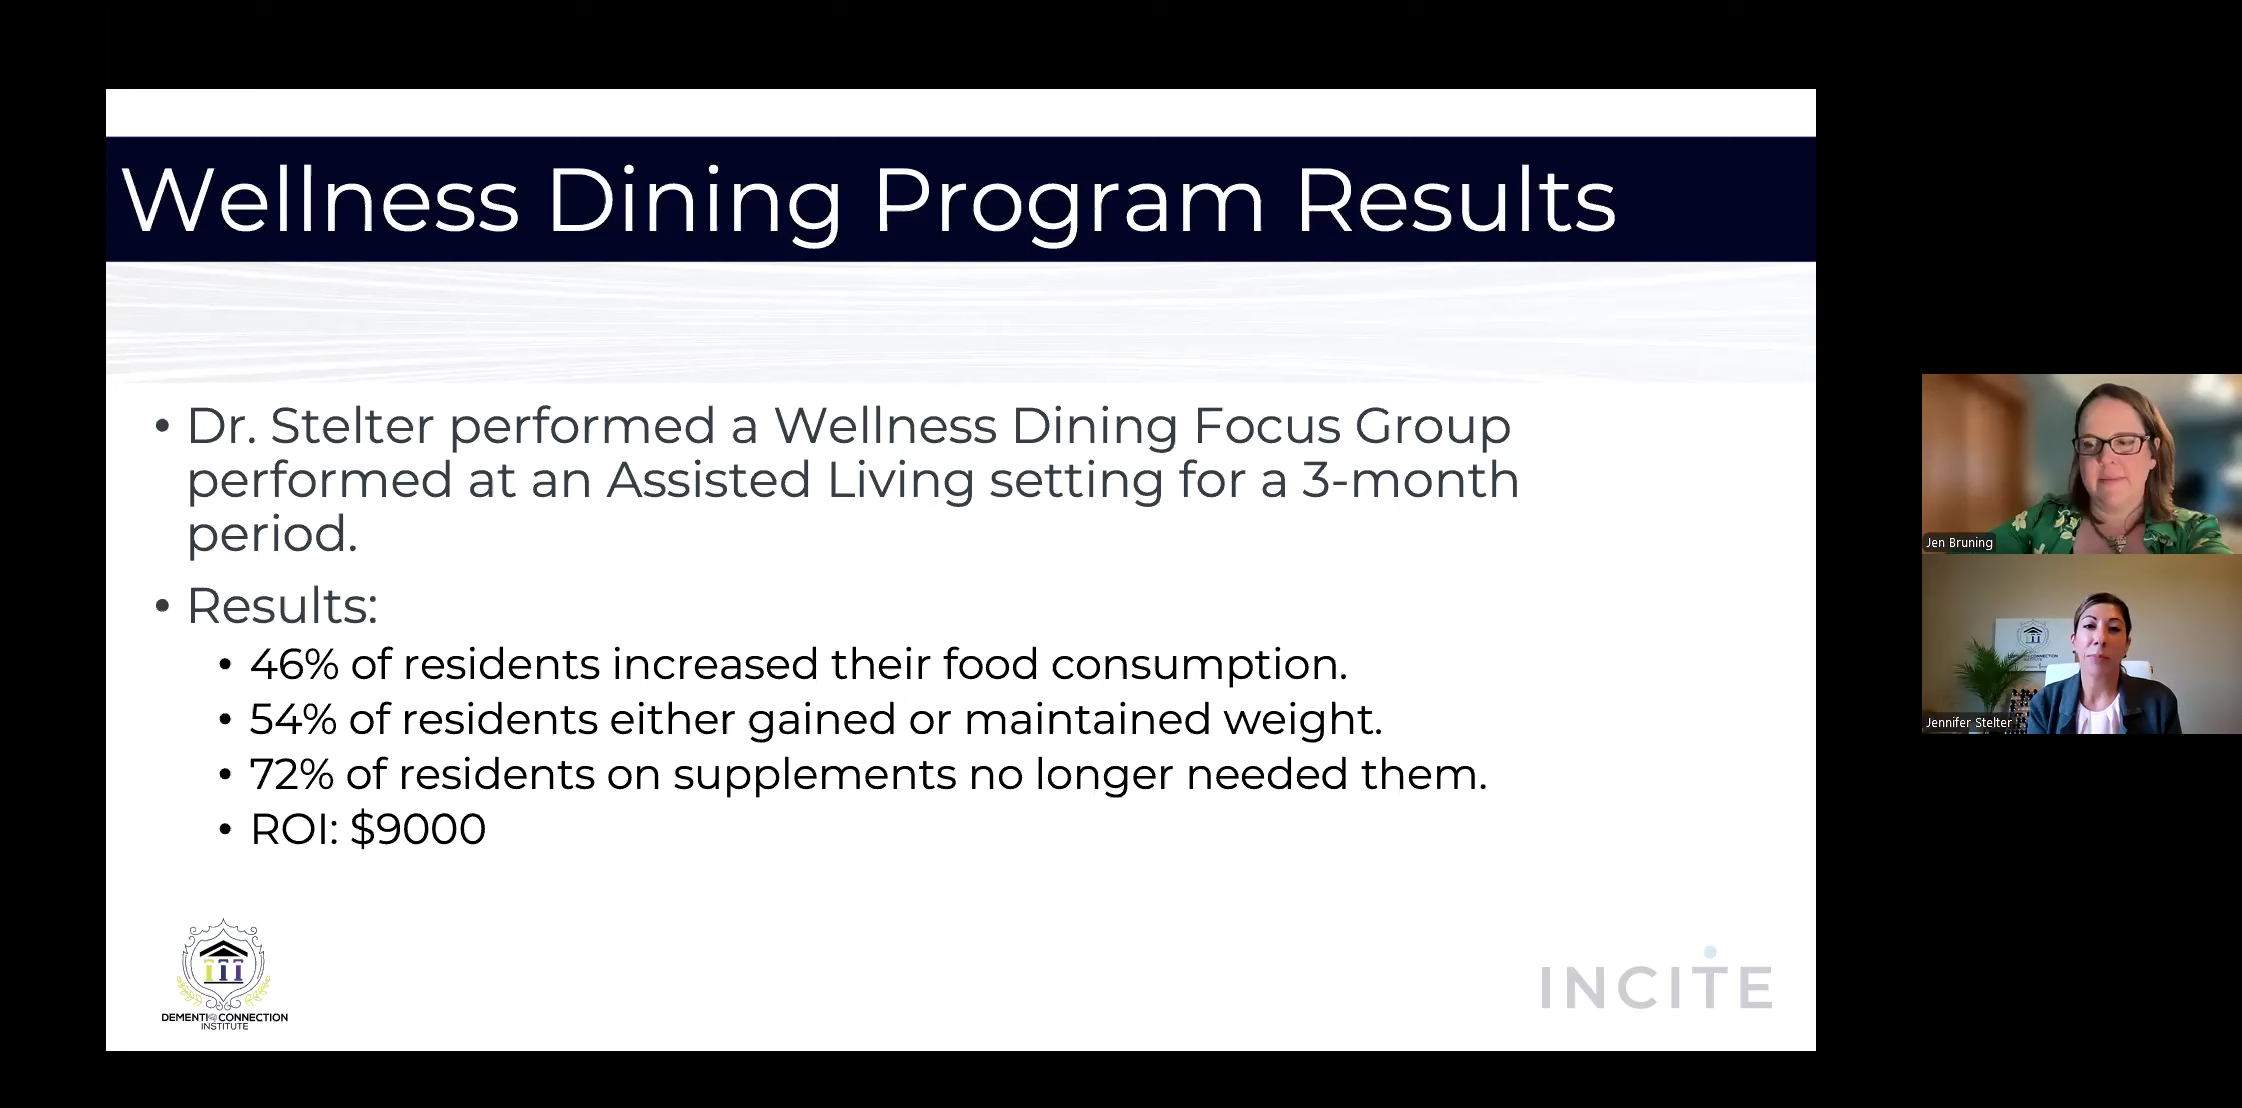 Wellness Dining Program Results
• Dr. Stelter performed a Wellness Dining Focus Group
performed at an Assisted Living setting for a 3-month
period.
• Results:
• 46% of residents increased their food consumption.
• 54% of residents either gained or maintained weight.
• 72% of residents on supplements no longer needed them.
• ROI: $9000
DEMENTIA CONNECTION
INSTITUTE
INCITE
Jen Bruning
Jennifer Stelter